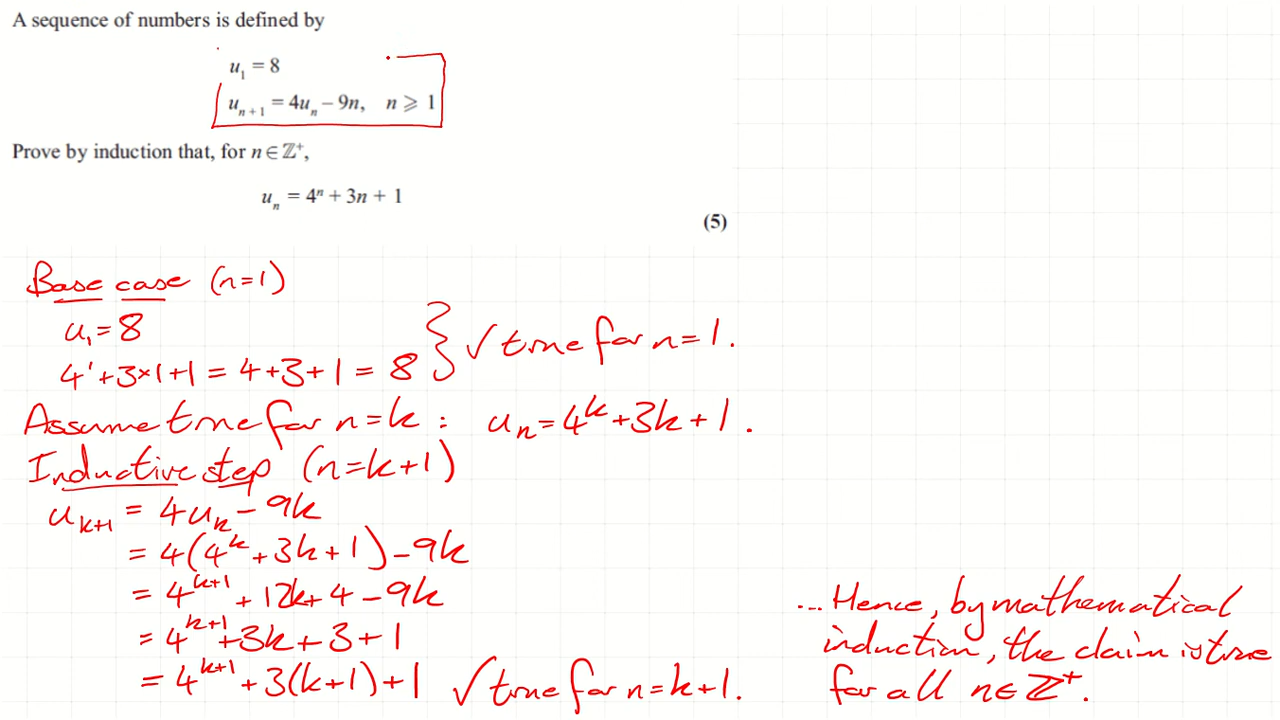 A sequence of numbers is defined by
u₁ = 8
uₙ₊₁ = 4uₙ − 9n, n ⩾ 1
Prove by induction that, for n ∈ ℤ⁺,
uₙ = 4ⁿ + 3n + 1
(5)
Base case (n=1)
u₁ = 8
4¹+3×1+1 = 4+3+1 = 8 } √ true for n=1.
Assume true for n=k : uₙ = 4ᵏ+3k+1.
Inductive step (n=k+1)
uₖ₊₁ = 4uₖ − 9k
= 4(4ᵏ+3k+1) − 9k
= 4ᵏ⁺¹ + 12k + 4 − 9k
= 4ᵏ⁺¹ + 3k + 3 + 1
= 4ᵏ⁺¹ + 3(k+1) + 1 √ true for n=k+1.
... Hence, by mathematical
induction, the claim is true
for all n ∈ ℤ⁺.